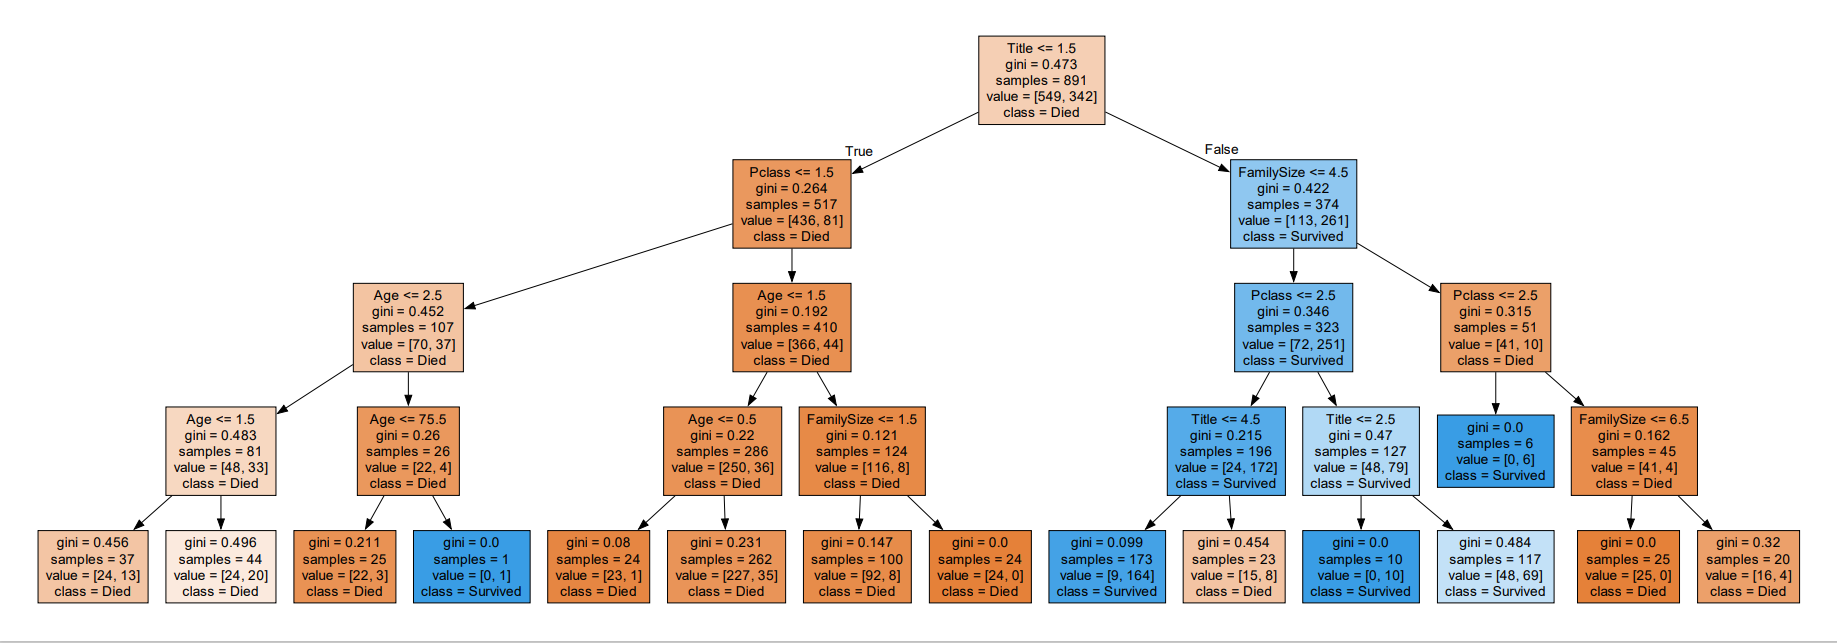 Title <= 1.5
gini = 0.473
samples = 891
value = [549, 342]
class = Died
True
False
Pclass <= 1.5
gini = 0.264
samples = 517
value = [436, 81]
class = Died
FamilySize <= 4.5
gini = 0.422
samples = 374
value = [113, 261]
class = Survived
Age <= 2.5
gini = 0.452
samples = 107
value = [70, 37]
class = Died
Age <= 1.5
gini = 0.192
samples = 410
value = [366, 44]
class = Died
Pclass <= 2.5
gini = 0.346
samples = 323
value = [72, 251]
class = Survived
Pclass <= 2.5
gini = 0.315
samples = 51
value = [41, 10]
class = Died
Age <= 1.5
gini = 0.483
samples = 81
value = [48, 33]
class = Died
Age <= 75.5
gini = 0.26
samples = 26
value = [22, 4]
class = Died
Age <= 0.5
gini = 0.22
samples = 286
value = [250, 36]
class = Died
FamilySize <= 1.5
gini = 0.121
samples = 124
value = [116, 8]
class = Died
Title <= 4.5
gini = 0.215
samples = 196
value = [24, 172]
class = Survived
Title <= 2.5
gini = 0.47
samples = 127
value = [48, 79]
class = Survived
gini = 0.0
samples = 6
value = [0, 6]
class = Survived
FamilySize <= 6.5
gini = 0.162
samples = 45
value = [41, 4]
class = Died
gini = 0.456
samples = 37
value = [24, 13]
class = Died
gini = 0.496
samples = 44
value = [24, 20]
class = Died
gini = 0.211
samples = 25
value = [22, 3]
class = Died
gini = 0.0
samples = 1
value = [0, 1]
class = Survived
gini = 0.08
samples = 24
value = [23, 1]
class = Died
gini = 0.231
samples = 262
value = [227, 35]
class = Died
gini = 0.147
samples = 100
value = [92, 8]
class = Died
gini = 0.0
samples = 24
value = [24, 0]
class = Died
gini = 0.099
samples = 173
value = [9, 164]
class = Survived
gini = 0.454
samples = 23
value = [15, 8]
class = Died
gini = 0.0
samples = 10
value = [0, 10]
class = Survived
gini = 0.484
samples = 117
value = [48, 69]
class = Survived
gini = 0.0
samples = 25
value = [25, 0]
class = Died
gini = 0.32
samples = 20
value = [16, 4]
class = Died